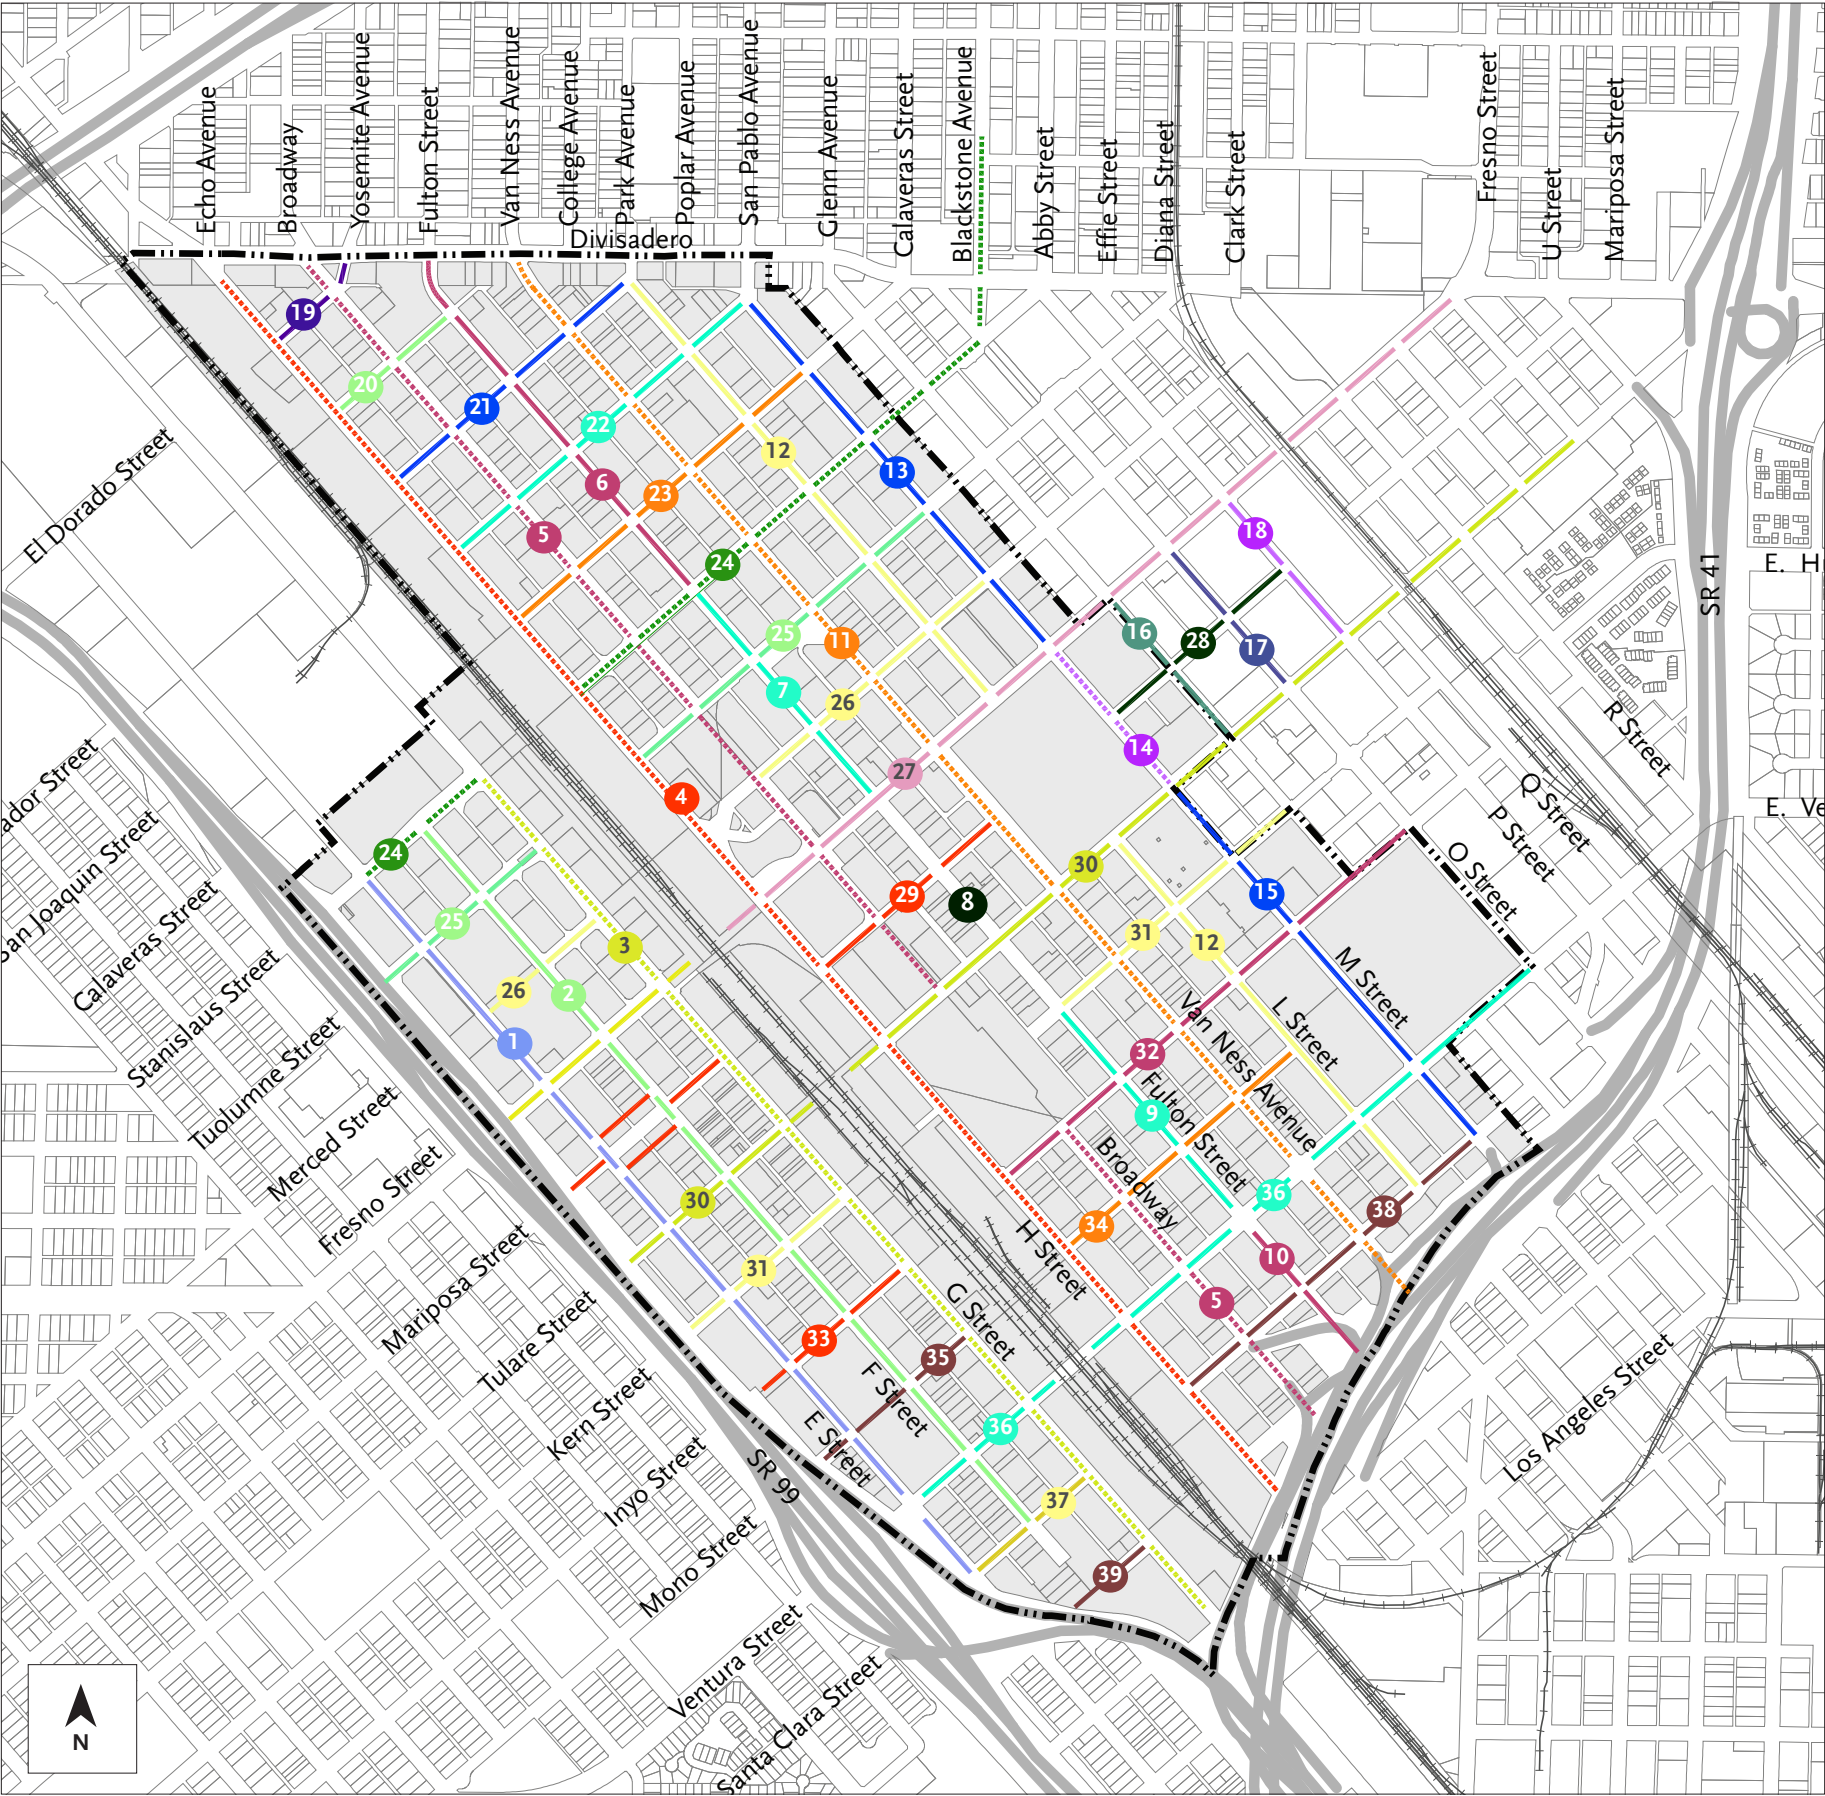 Echo Avenue
Broadway
Yosemite Avenue
Fulton Street
Van Ness Avenue
College Avenue
Park Avenue
Poplar Avenue
San Pablo Avenue
Glenn Avenue
Calaveras Street
Blackstone Avenue
Abby Street
Effie Street
Diana Street
Clark Street
Fresno Street
U Street
Mariposa Street
Divisadero
19
20
21
22
12
13
6
23
5
18
24
25
11
16
28
17
7
26
14
27
4
El Dorado Street
SR 41
E. H
R Street
E. Ve
Q Street
P Street
O Street
ador Street
San Joaquin Street
Calaveras Street
Stanislaus Street
Tuolumne Street
Merced Street
Fresno Street
Mariposa Street
Tulare Street
Kern Street
Inyo Street
Mono Street
Ventura Street
Santa Clara Street
24
25
3
26
2
1
30
29
8
15
31
12
M Street
L Street
Van Ness Avenue
32
9
Fulton Street
Broadway
36
38
34
10
5
H Street
30
31
33
35
G Street
F Street
E Street
36
37
39
SR 99
Los Angeles Street
N